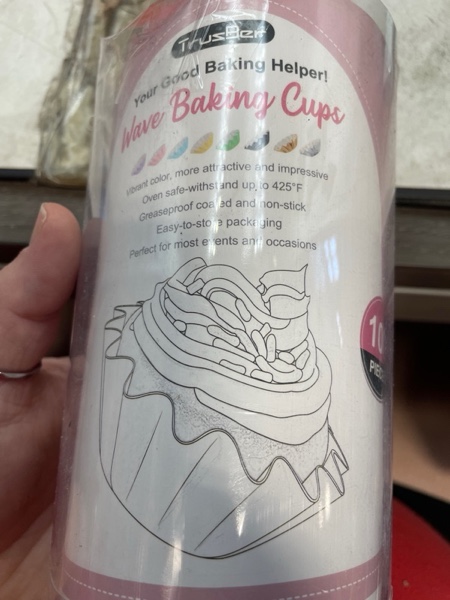 TrusBer
Your Good Baking Helper!
Wave Baking Cups
Vibrant color, more attractive and impressive
Oven safe-withstand up to 425°F
Greaseproof coated and non-stick
Easy-to-store packaging
Perfect for most events and occasions